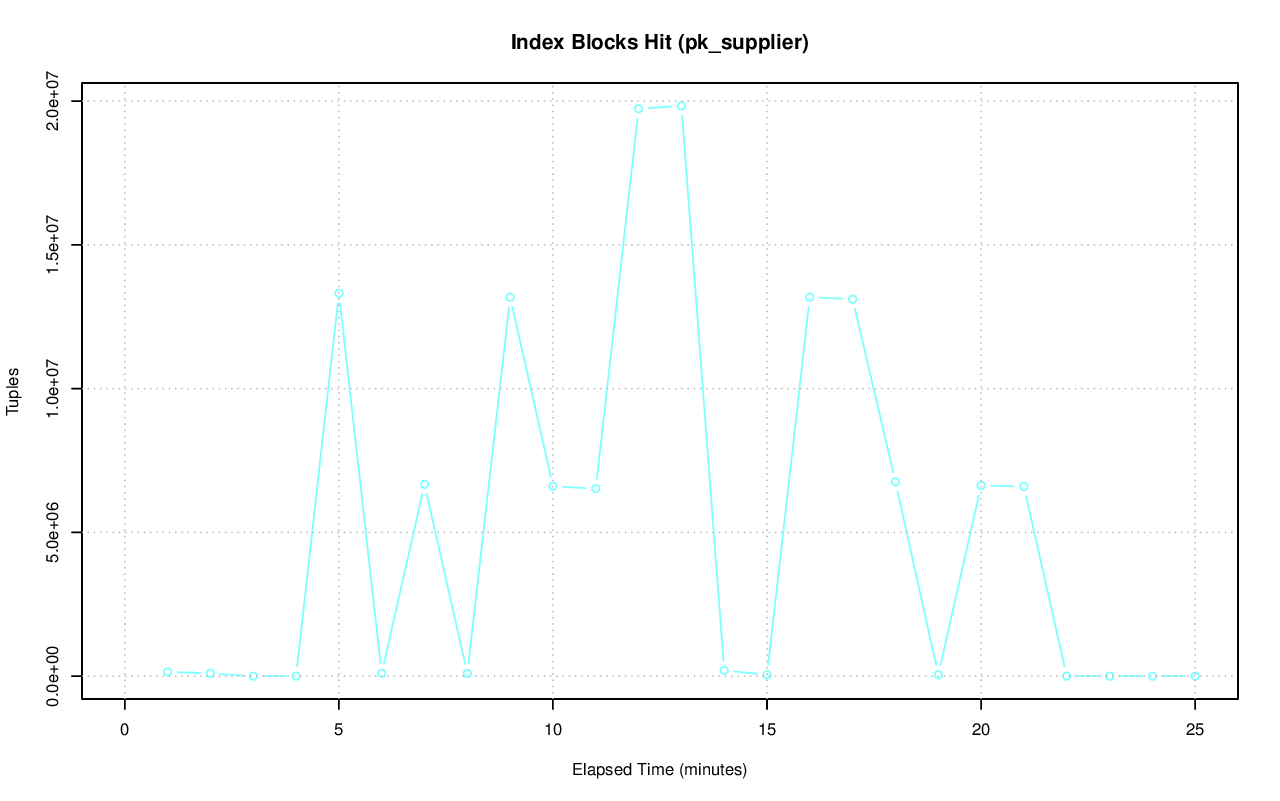 Index Blocks Hit (pk_supplier)
Tuples
2.0e+07
1.5e+07
1.0e+07
5.0e+06
0.0e+00
0 5 10 15 20 25
Elapsed Time (minutes)